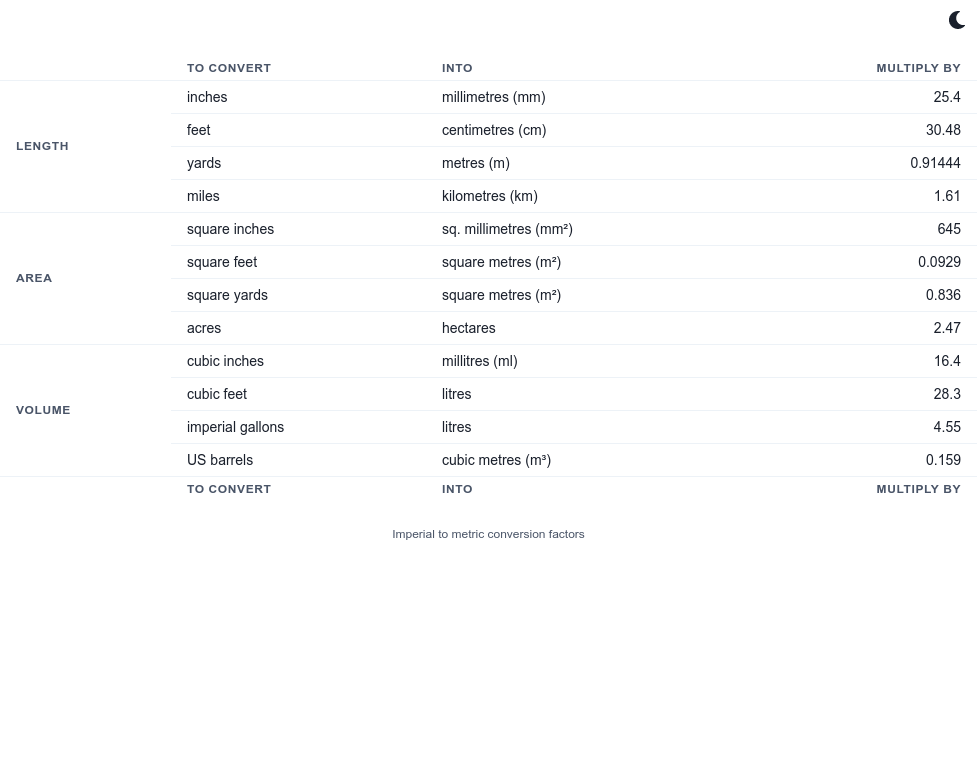 TO CONVERT INTO MULTIPLY BY
LENGTH
inches millimetres (mm) 25.4
feet centimetres (cm) 30.48
yards metres (m) 0.91444
miles kilometres (km) 1.61
AREA
square inches sq. millimetres (mm²) 645
square feet square metres (m²) 0.0929
square yards square metres (m²) 0.836
acres hectares 2.47
VOLUME
cubic inches millitres (ml) 16.4
cubic feet litres 28.3
imperial gallons litres 4.55
US barrels cubic metres (m³) 0.159
TO CONVERT INTO MULTIPLY BY
Imperial to metric conversion factors